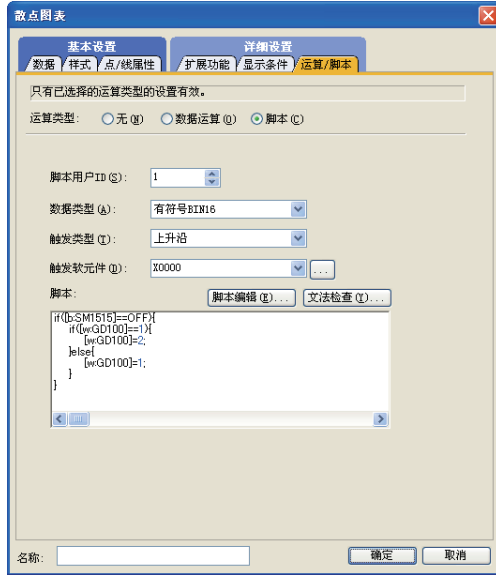 散点图表
基本设置 详细设置
数据 样式 点/线属性 扩展功能 显示条件 运算/脚本
只有已选择的运算类型的设置有效。
运算类型: 无(N) 数据运算(O) 脚本(C)
脚本用户ID(S): 1
数据类型(A): 有符号BIN16
触发类型(T): 上升沿
触发软元件(D): X0000 ...
脚本: 脚本编辑(E)... 文法检查(Y)...
if([b:SM1515]==OFF){
if([w:GD100]==1){
[w:GD100]=2;
}else{
[w:GD100]=1;
}
}
名称: 确定 取消